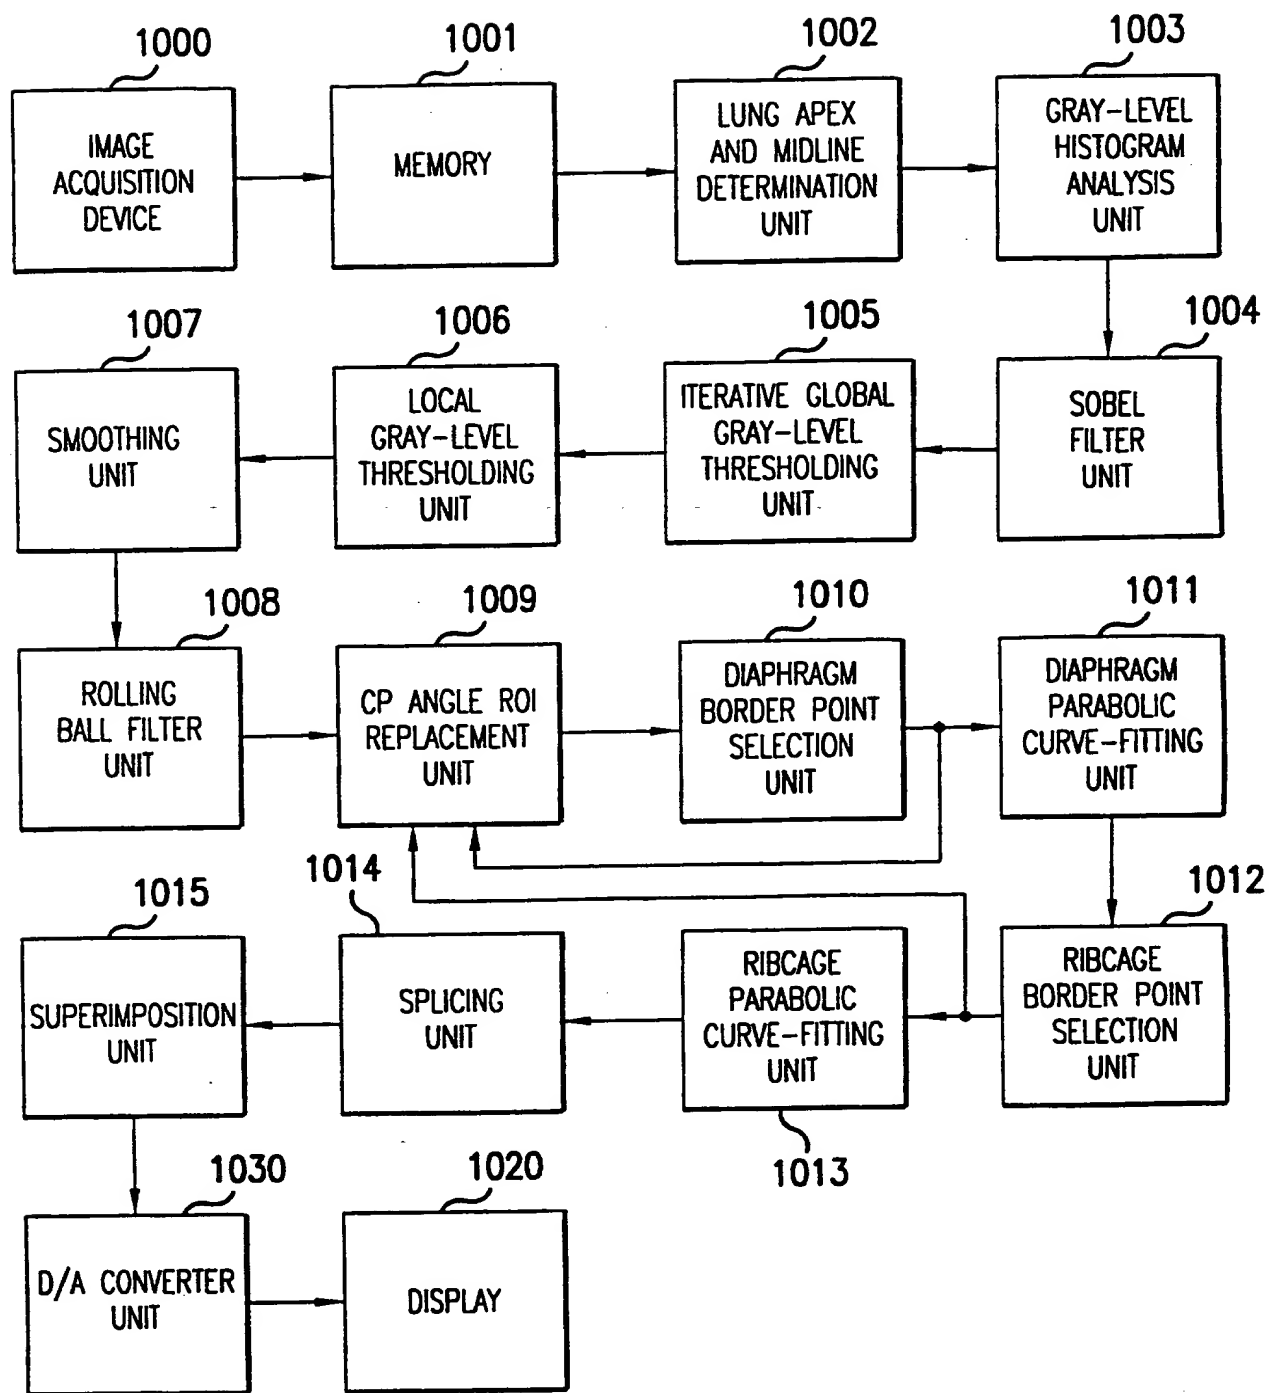 1000
IMAGE
ACQUISITION
DEVICE
1001
MEMORY
1002
LUNG APEX
AND MIDLINE
DETERMINATION
UNIT
1003
GRAY-LEVEL
HISTOGRAM
ANALYSIS
UNIT
1007
SMOOTHING
UNIT
1006
LOCAL
GRAY-LEVEL
THRESHOLDING
UNIT
1005
ITERATIVE GLOBAL
GRAY-LEVEL
THRESHOLDING
UNIT
1004
SOBEL
FILTER
UNIT
1008
ROLLING
BALL FILTER
UNIT
1009
CP ANGLE ROI
REPLACEMENT
UNIT
1010
DIAPHRAGM
BORDER POINT
SELECTION
UNIT
1011
DIAPHRAGM
PARABOLIC
CURVE-FITTING
UNIT
1015
SUPERIMPOSITION
UNIT
1014
SPLICING
UNIT
RIBCAGE
PARABOLIC
CURVE-FITTING
UNIT
1013
1012
RIBCAGE
BORDER POINT
SELECTION
UNIT
1030
D/A CONVERTER
UNIT
1020
DISPLAY